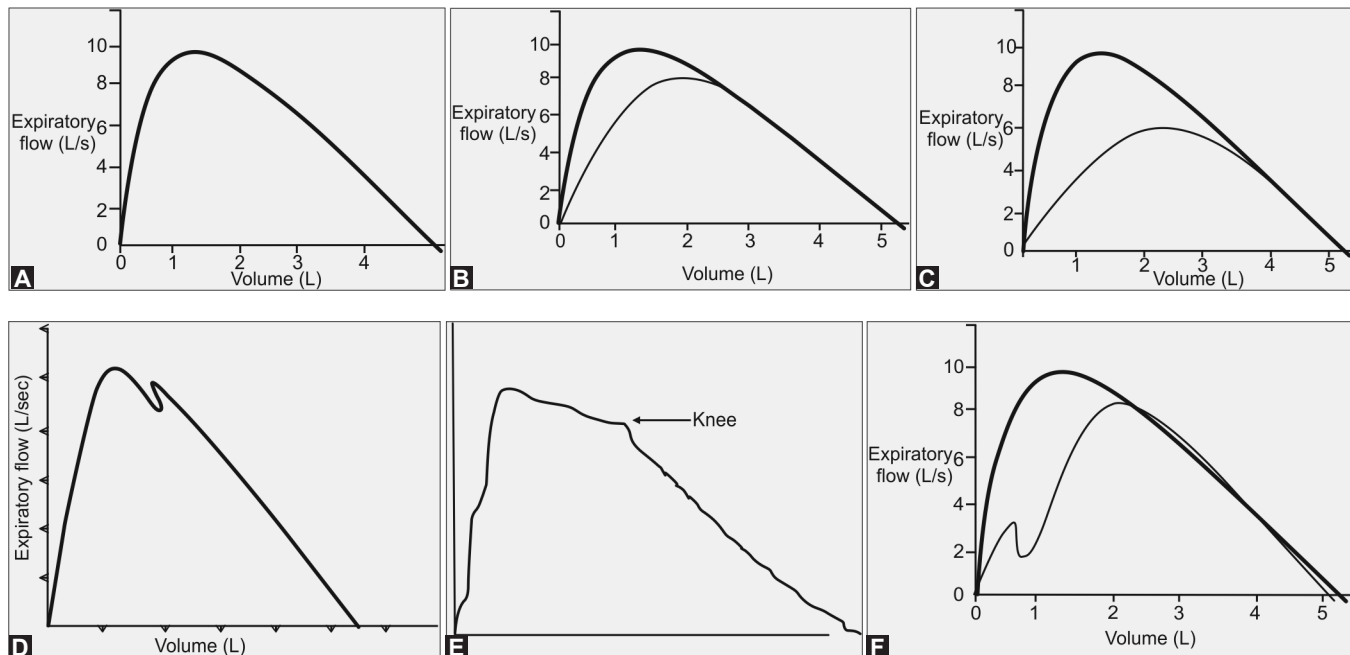 10
8
Expiratory 6
flow (L/s)
4
2
0
0 1 2 3 4
Volume (L)
A
10
8
Expiratory 6
flow (L/s)
4
2
0
0 1 2 3 4 5
Volume (L)
B
10
8
Expiratory 6
flow (L/s)
4
2
0
1 2 3 4 5
Volume (L)
C
Expiratory flow (L/sec)
Volume (L)
D
Knee
E
10
8
Expiratory 6
flow (L/s)
4
2
0
0 1 2 3 4 5
Volume (L)
F